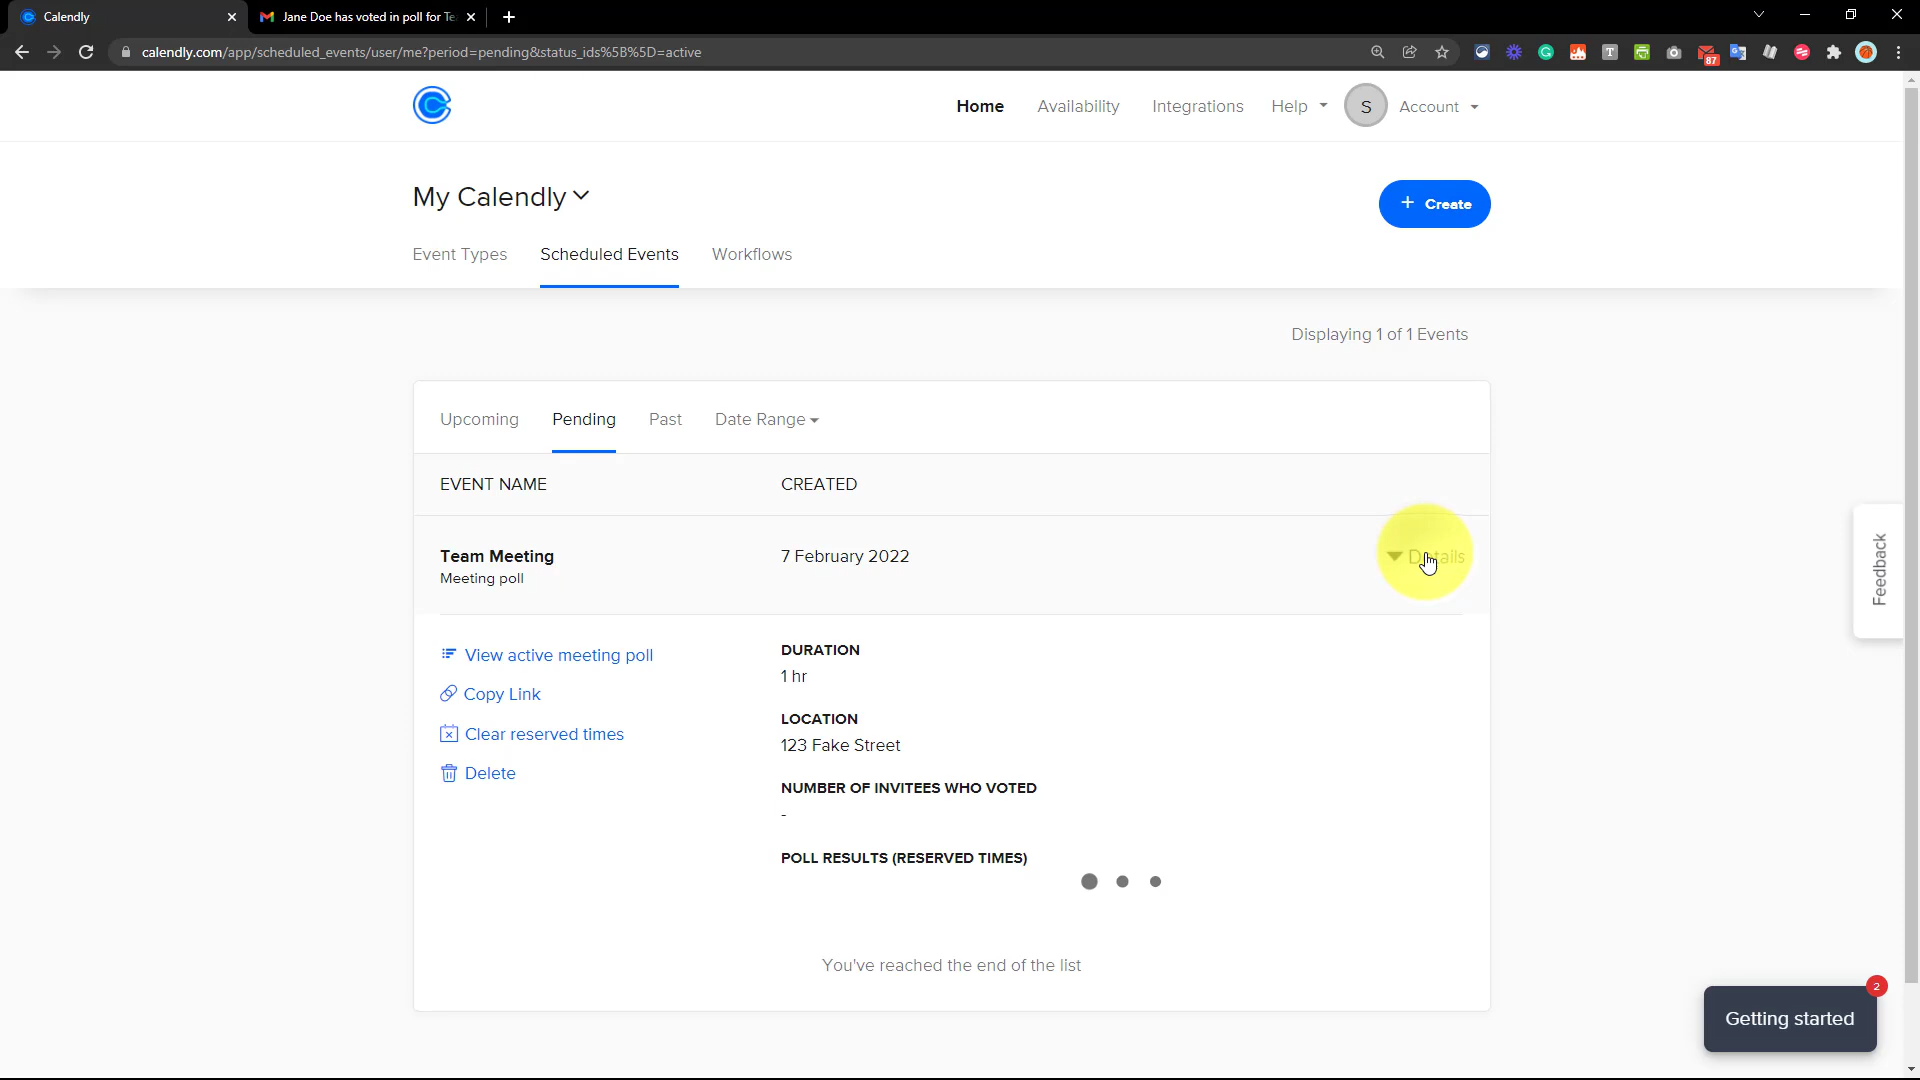 Calendly
Jane Doe has voted in poll for Te
calendly.com/app/scheduled_events/user/me?period=pending&status_ids%5B%5D=active
87
Home
Availability
Integrations
Help
S
Account
My Calendly
+ Create
Event Types
Scheduled Events
Workflows
Displaying 1 of 1 Events
Upcoming
Pending
Past
Date Range
EVENT NAME
CREATED
Team Meeting
Meeting poll
7 February 2022
Details
View active meeting poll
Copy Link
Clear reserved times
Delete
DURATION
1 hr
LOCATION
123 Fake Street
NUMBER OF INVITEES WHO VOTED
-
POLL RESULTS (RESERVED TIMES)
You've reached the end of the list
Feedback
2
Getting started